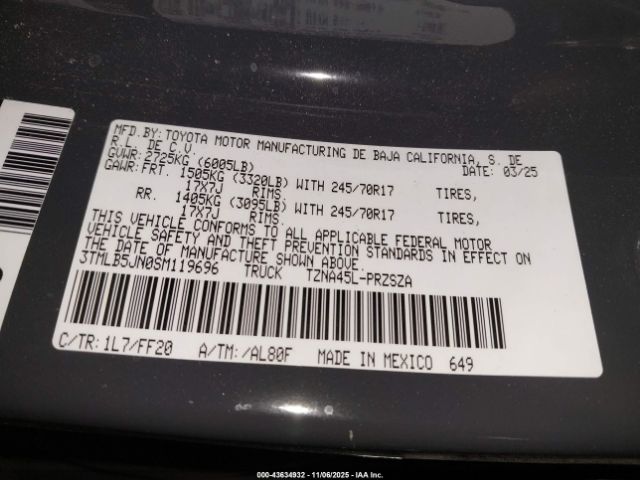 MFD.BY: TOYOTA MOTOR MANUFACTURING DE BAJA CALIFORNIA, S. DE
R.L. DE C.V. DATE: 03/25
GVWR: 2725KG (6005LB)
GAWR: FRT. 1505KG (3320LB) WITH 245/70R17 TIRES,
17X7J RIMS
RR. 1405KG (3095LB) WITH 245/70R17 TIRES,
17X7J RIMS.
THIS VEHICLE CONFORMS TO ALL APPLICABLE FEDERAL MOTOR
VEHICLE SAFETY AND THEFT PREVENTION STANDARDS IN EFFECT ON
THE DATE OF MANUFACTURE SHOWN ABOVE.
3TMLB5JN0SM119696 TRUCK TZNA45L-PRZSZA
C/TR: 1L7/FF20 A/TM: /AL80F MADE IN MEXICO 649
000-43634932 - 11/06/2025 - IAA Inc.